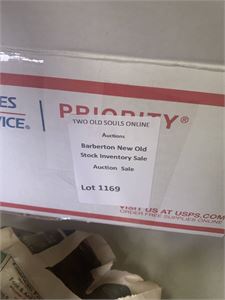 ES
VICE®
PRIORITY®
TWO OLD SOULS ONLINE
Auctions
Barberton New Old
Stock Inventory Sale
Auction Sale
Lot 1169
VISIT US AT USPS.COM
ORDER FREE SUPPLIES ONLINE